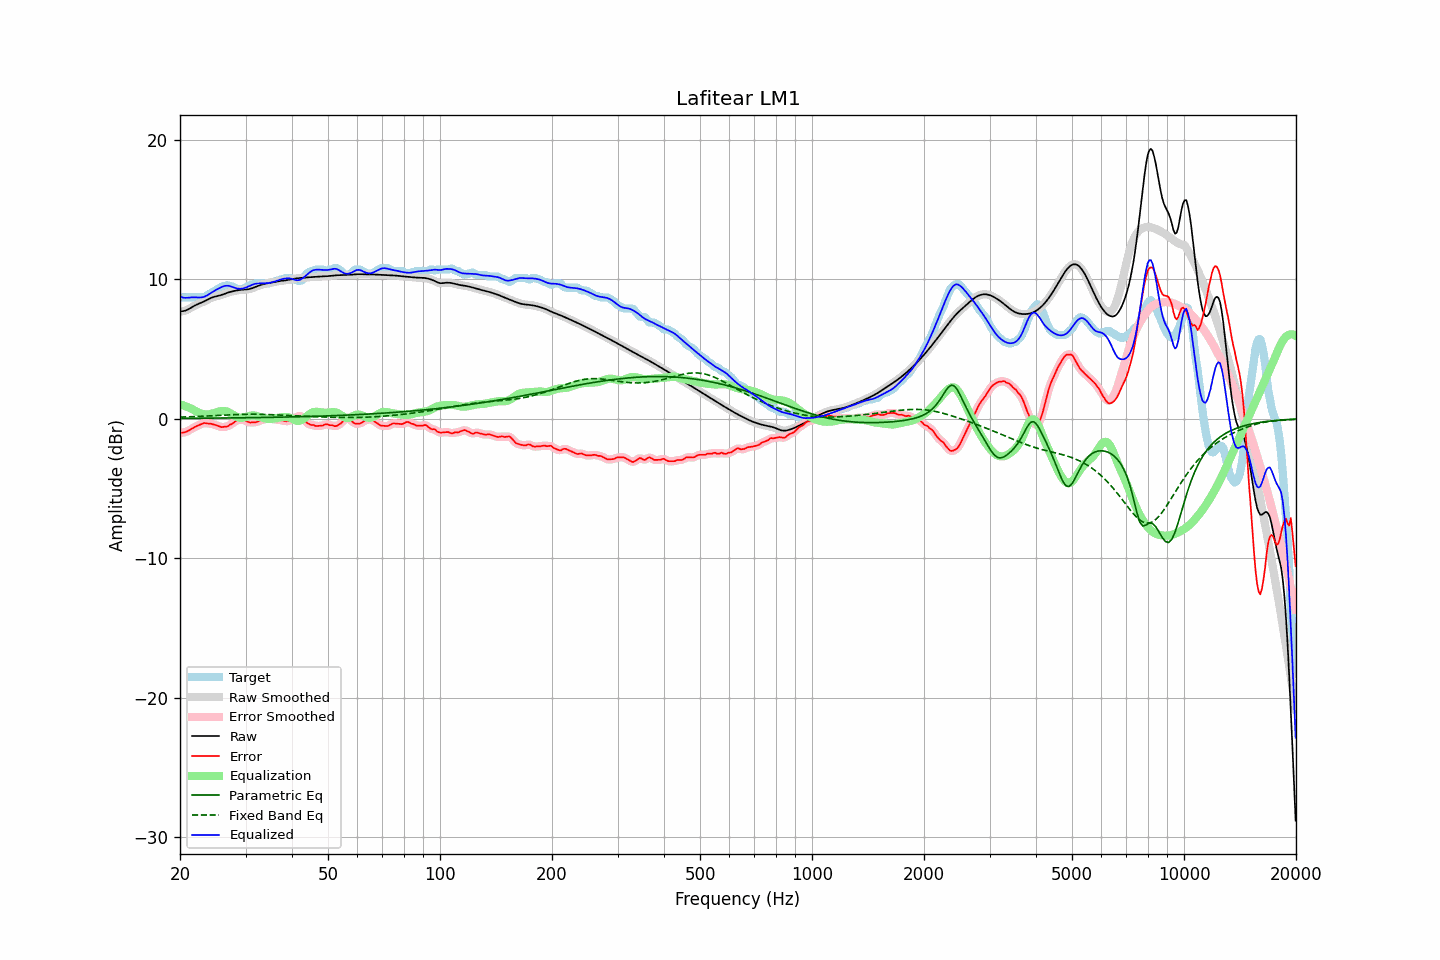 Lafitear LM1
20
10
0
−10
−20
−30
Amplitude (dBr)
Target
Raw Smoothed
Error Smoothed
Raw
Error
Equalization
Parametric Eq
Fixed Band Eq
Equalized
20 50 100 200 500 1000 2000 5000 10000 20000
Frequency (Hz)